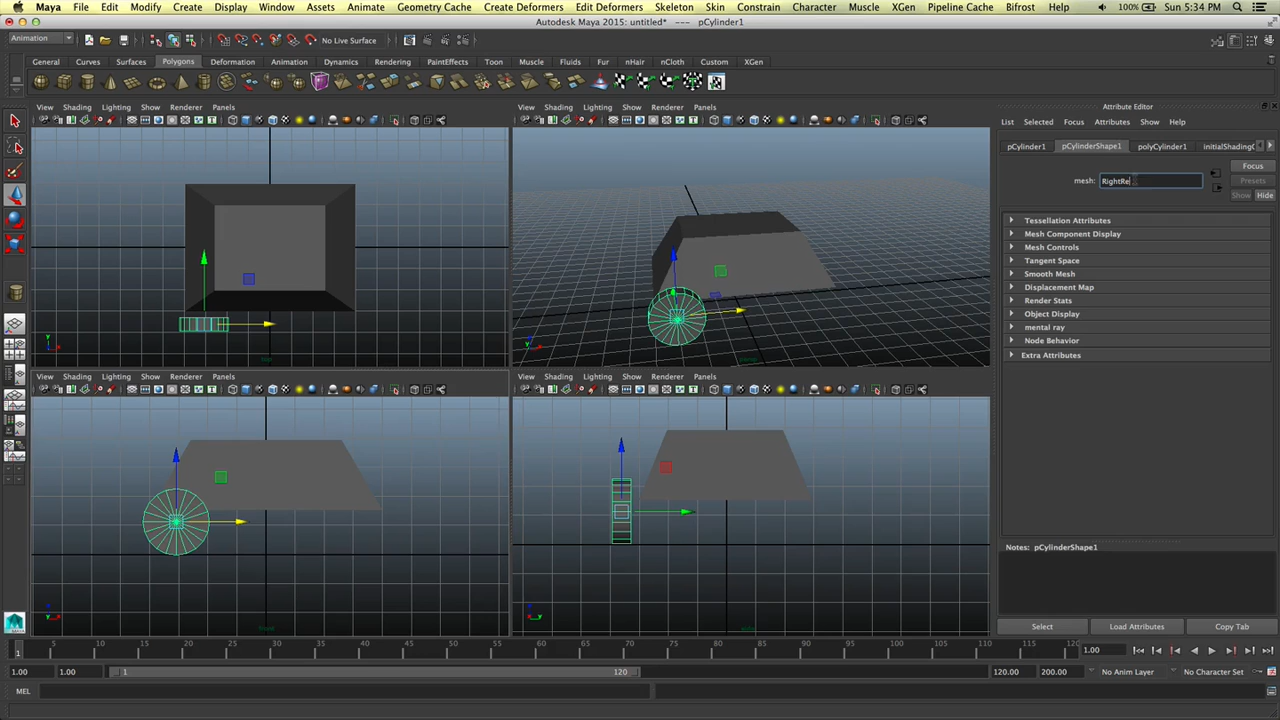 Maya File Edit Modify Create Display Window Assets Animate Geometry Cache Create Deformers Edit Deformers Skeleton Skin Constrain Character Muscle XGen Pipeline Cache Bifrost Help 100% Sun 5:34 PM
Autodesk Maya 2015: untitled* --- pCylinder1
Animation No Live Surface
General Curves Surfaces Polygons Deformation Animation Dynamics Rendering PaintEffects Toon Muscle Fluids Fur nHair nCloth Custom XGen
Attribute Editor
List Selected Focus Attributes Show Help
pCylinder1 pCylinderShape1 polyCylinder1 initialShadingG
Focus
mesh: RightRe
Presets
Show Hide
Tessellation Attributes
Mesh Component Display
Mesh Controls
Tangent Space
Smooth Mesh
Displacement Map
Render Stats
Object Display
mental ray
Node Behavior
Extra Attributes
Notes: pCylinderShape1
Select Load Attributes Copy Tab
View Shading Lighting Show Renderer Panels
top
View Shading Lighting Show Renderer Panels
persp
View Shading Lighting Show Renderer Panels
front
View Shading Lighting Show Renderer Panels
side
5 10 15 20 25 30 35 40 45 50 55 60 65 70 75 80 85 90 95 100 105 110 115 120
1 1.00
1.00 1.00 1 120 120.00 200.00 No Anim Layer No Character Set
MEL